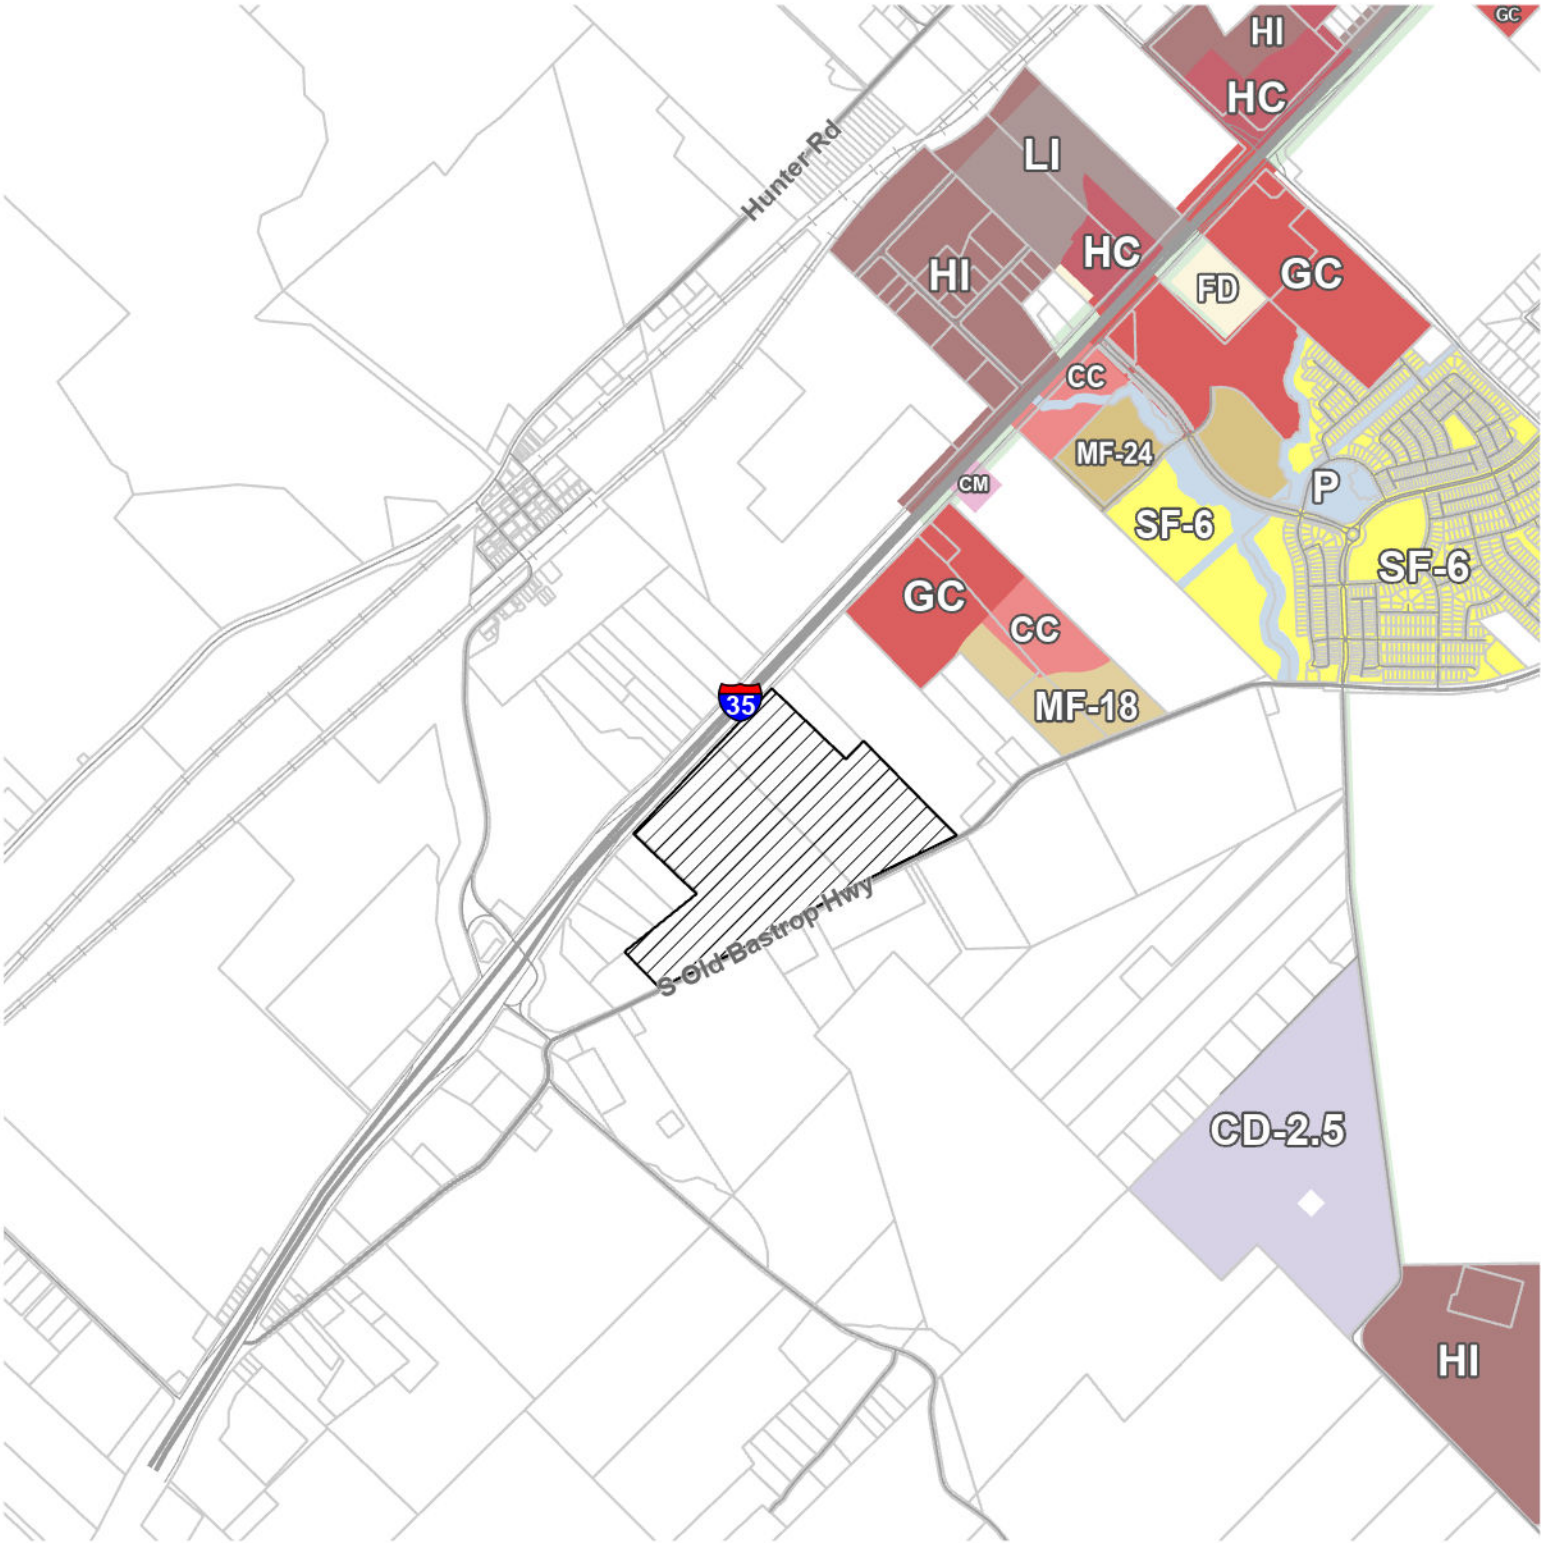 GC
HI
HC
Hunter Rd
LI
HC
HI
FD
GC
CC
MF-24
CM
P
SF-6
SF-6
GC
CC
35
MF-18
S Old Bastrop Hwy
CD-2.5
HI